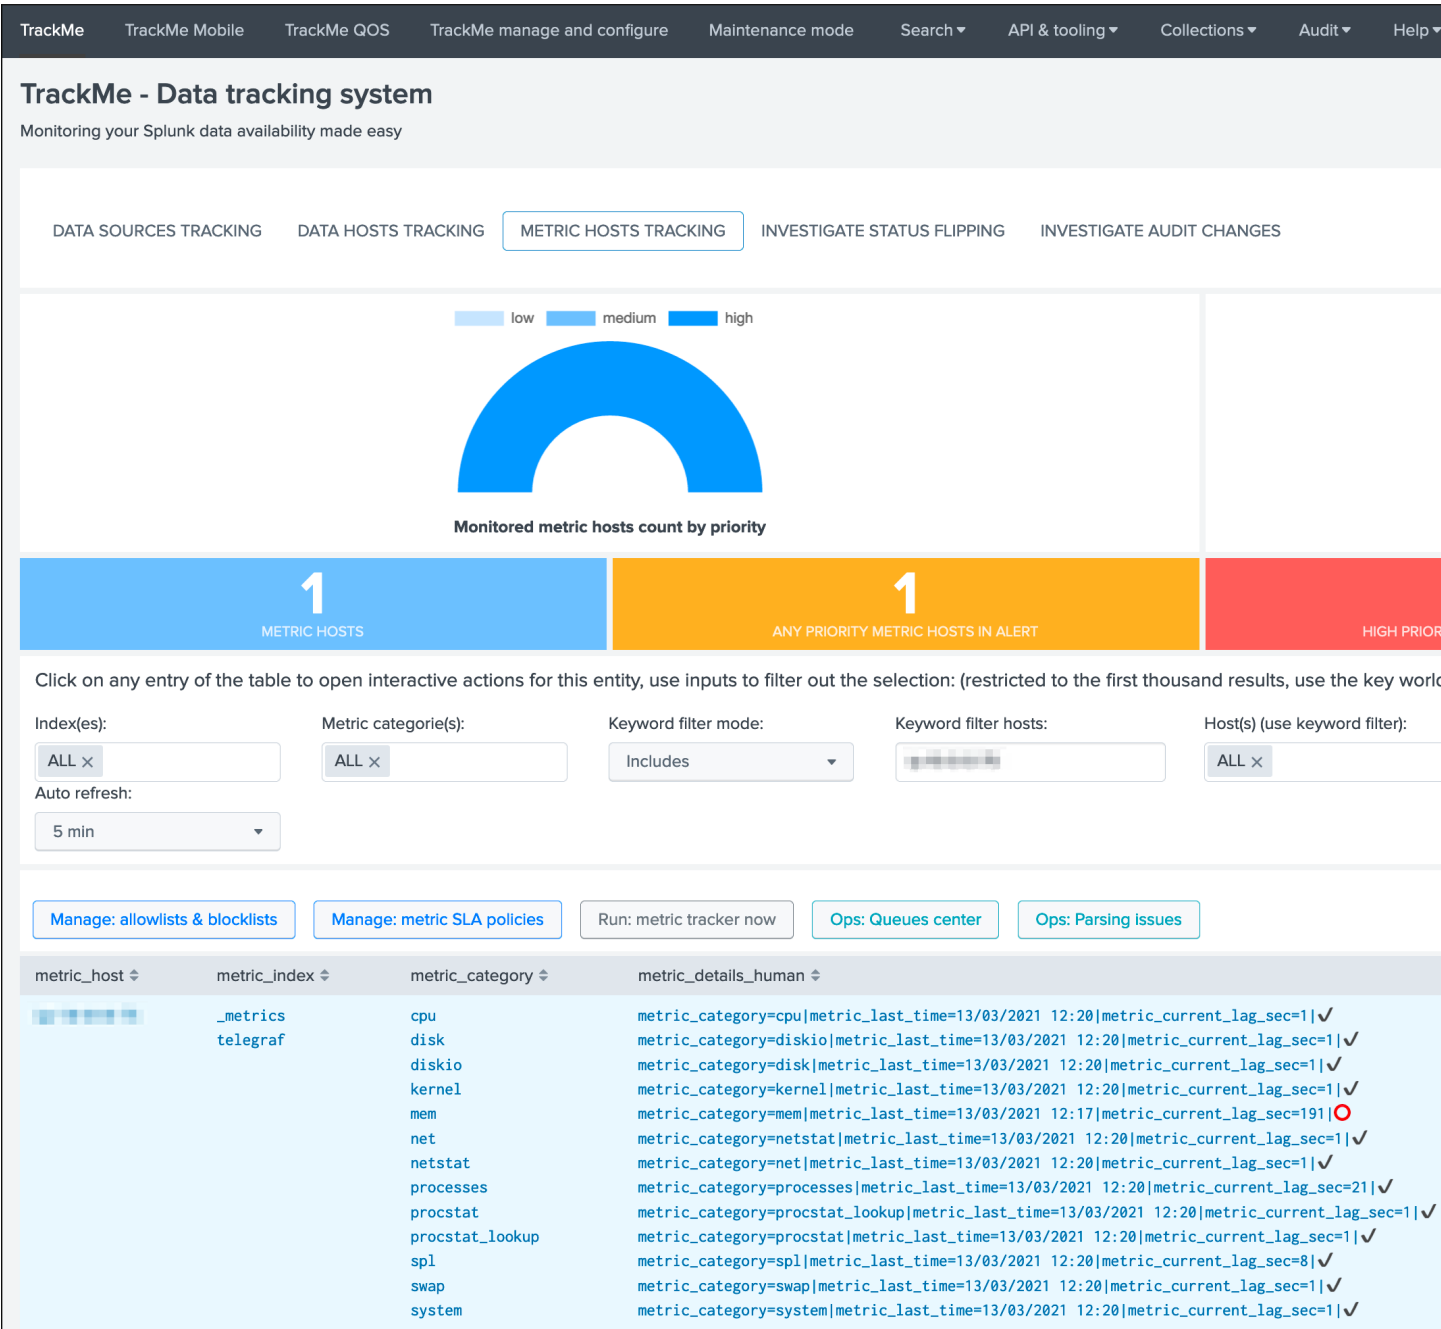 TrackMe TrackMe Mobile TrackMe QOS TrackMe manage and configure Maintenance mode Search API & tooling Collections Audit Help
TrackMe - Data tracking system
Monitoring your Splunk data availability made easy
DATA SOURCES TRACKING DATA HOSTS TRACKING METRIC HOSTS TRACKING INVESTIGATE STATUS FLIPPING INVESTIGATE AUDIT CHANGES
low medium high
Monitored metric hosts count by priority
1 1
METRIC HOSTS ANY PRIORITY METRIC HOSTS IN ALERT HIGH PRIOR
Click on any entry of the table to open interactive actions for this entity, use inputs to filter out the selection: (restricted to the first thousand results, use the key world
Index(es): Metric categorie(s): Keyword filter mode: Keyword filter hosts: Host(s) (use keyword filter):
ALL ALL Includes ALL
Auto refresh:
5 min
Manage: allowlists & blocklists Manage: metric SLA policies Run: metric tracker now Ops: Queues center Ops: Parsing issues
metric_host metric_index metric_category metric_details_human
_metrics cpu metric_category=cpu|metric_last_time=13/03/2021 12:20|metric_current_lag_sec=1|✔
telegraf disk metric_category=diskio|metric_last_time=13/03/2021 12:20|metric_current_lag_sec=1|✔
diskio metric_category=disk|metric_last_time=13/03/2021 12:20|metric_current_lag_sec=1|✔
kernel metric_category=kernel|metric_last_time=13/03/2021 12:20|metric_current_lag_sec=1|✔
mem metric_category=mem|metric_last_time=13/03/2021 12:17|metric_current_lag_sec=191|⭕
net metric_category=netstat|metric_last_time=13/03/2021 12:20|metric_current_lag_sec=1|✔
netstat metric_category=net|metric_last_time=13/03/2021 12:20|metric_current_lag_sec=1|✔
processes metric_category=processes|metric_last_time=13/03/2021 12:20|metric_current_lag_sec=21|✔
procstat metric_category=procstat_lookup|metric_last_time=13/03/2021 12:20|metric_current_lag_sec=1|✔
procstat_lookup metric_category=procstat|metric_last_time=13/03/2021 12:20|metric_current_lag_sec=1|✔
spl metric_category=spl|metric_last_time=13/03/2021 12:20|metric_current_lag_sec=8|✔
swap metric_category=swap|metric_last_time=13/03/2021 12:20|metric_current_lag_sec=1|✔
system metric_category=system|metric_last_time=13/03/2021 12:20|metric_current_lag_sec=1|✔